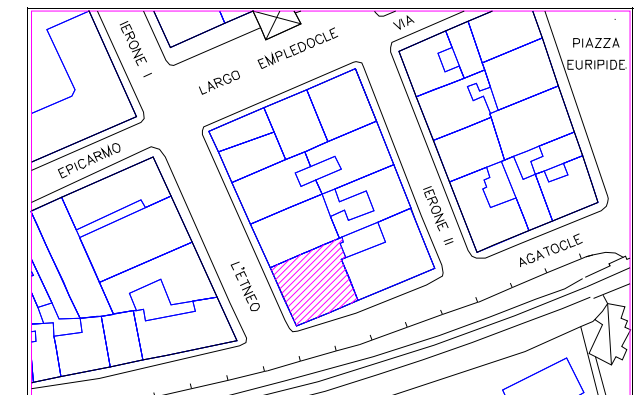 IERONE I
VIA
LARGO EMPLEDOCLE
PIAZZA
EURIPIDE
EPICARMO
IERONE II
L'ETNEO
AGATOCLE